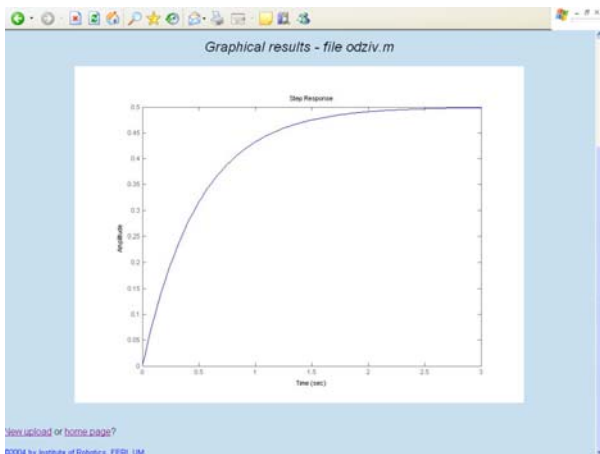 Graphical results - file odziv.m
Step Response
0.5
0.45
0.4
0.35
0.3
0.25
0.2
0.15
0.1
0.05
0
Amplitude
0 0.5 1 1.5 2 2.5 3
Time (sec)
New upload or home page?
©2004 by Institute of Robotics, FERI, UM